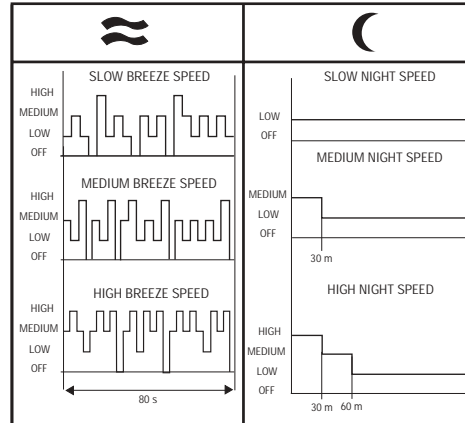 SLOW BREEZE SPEED
HIGH
MEDIUM
LOW
OFF
MEDIUM BREEZE SPEED
HIGH
MEDIUM
LOW
OFF
HIGH BREEZE SPEED
HIGH
MEDIUM
LOW
OFF
80 s
SLOW NIGHT SPEED
LOW
OFF
MEDIUM NIGHT SPEED
MEDIUM
LOW
OFF
30 m
HIGH NIGHT SPEED
HIGH
MEDIUM
LOW
OFF
30 m 60 m